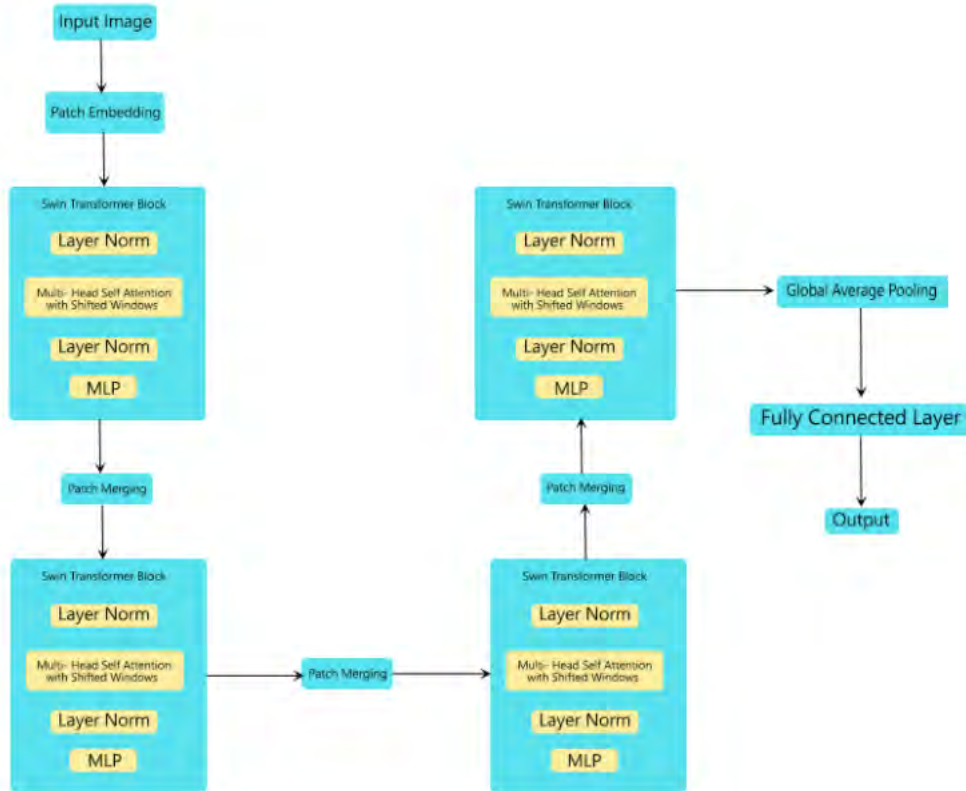 Input Image
Patch Embedding
Swin Transformer Block
Layer Norm
Multi- Head Self Attention
with Shifted Windows
Layer Norm
MLP
Patch Merging
Swin Transformer Block
Layer Norm
Multi- Head Self Attention
with Shifted Windows
Layer Norm
MLP
Patch Merging
Swin Transformer Block
Layer Norm
Multi- Head Self Attention
with Shifted Windows
Layer Norm
MLP
Patch Merging
Swin Transformer Block
Layer Norm
Multi- Head Self Attention
with Shifted Windows
Layer Norm
MLP
Global Average Pooling
Fully Connected Layer
Output